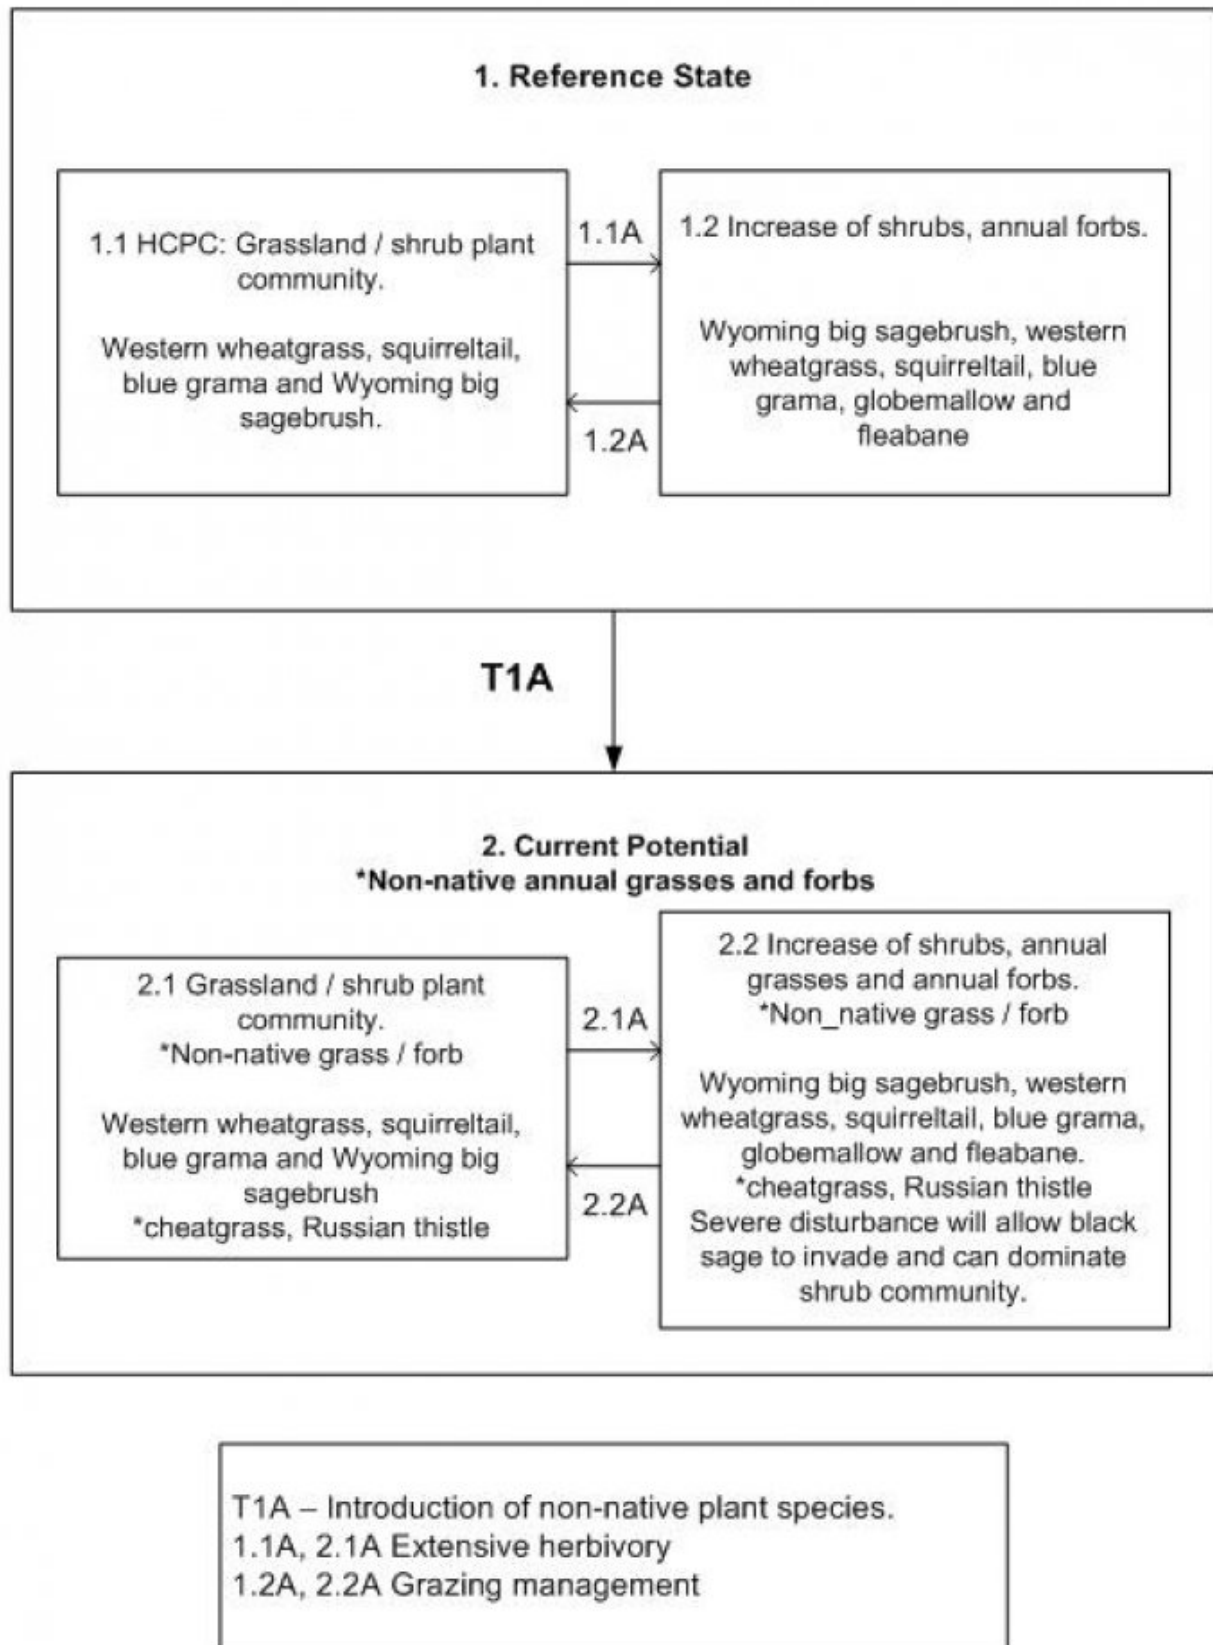 1. Reference State
1.1 HCPC: Grassland / shrub plant
community.
Western wheatgrass, squirreltail,
blue grama and Wyoming big
sagebrush.
1.1A
1.2A
1.2 Increase of shrubs, annual forbs.
Wyoming big sagebrush, western
wheatgrass, squirreltail, blue
grama, globemallow and
fleabane
T1A
2. Current Potential
*Non-native annual grasses and forbs
2.1 Grassland / shrub plant
community.
*Non-native grass / forb
Western wheatgrass, squirreltail,
blue grama and Wyoming big
sagebrush
*cheatgrass, Russian thistle
2.1A
2.2A
2.2 Increase of shrubs, annual
grasses and annual forbs.
*Non_native grass / forb
Wyoming big sagebrush, western
wheatgrass, squirreltail, blue grama,
globemallow and fleabane.
*cheatgrass, Russian thistle
Severe disturbance will allow black
sage to invade and can dominate
shrub community.
T1A – Introduction of non-native plant species.
1.1A, 2.1A Extensive herbivory
1.2A, 2.2A Grazing management